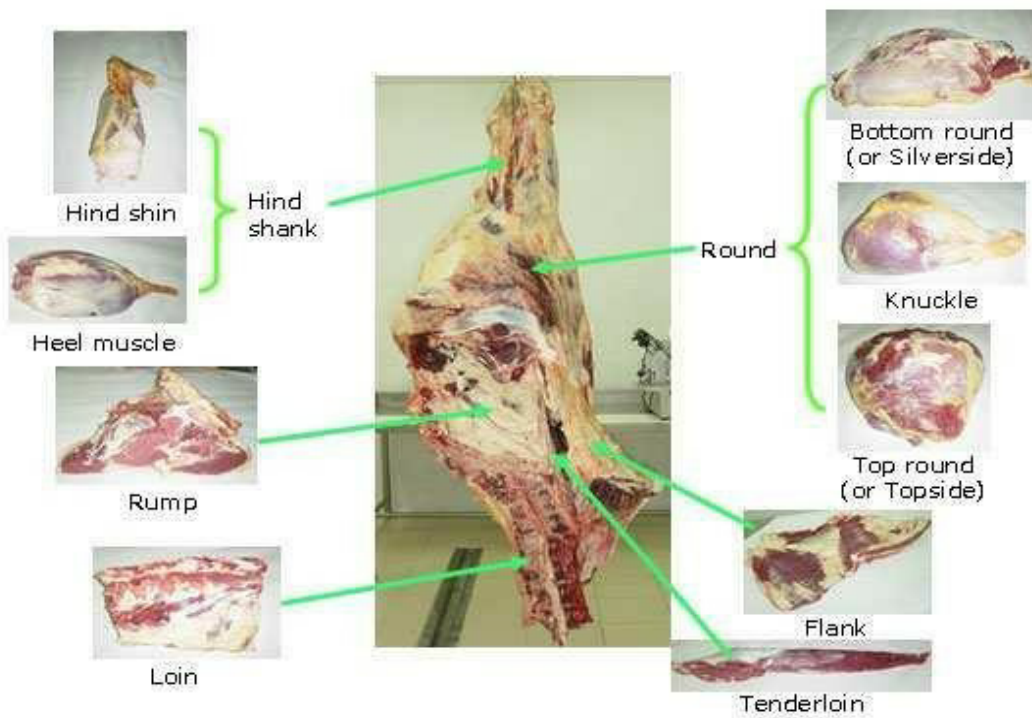 Hind shin
Heel muscle
Hind
shank
Rump
Loin
Round
Bottom round
(or Silverside)
Knuckle
Top round
(or Topside)
Flank
Tenderloin